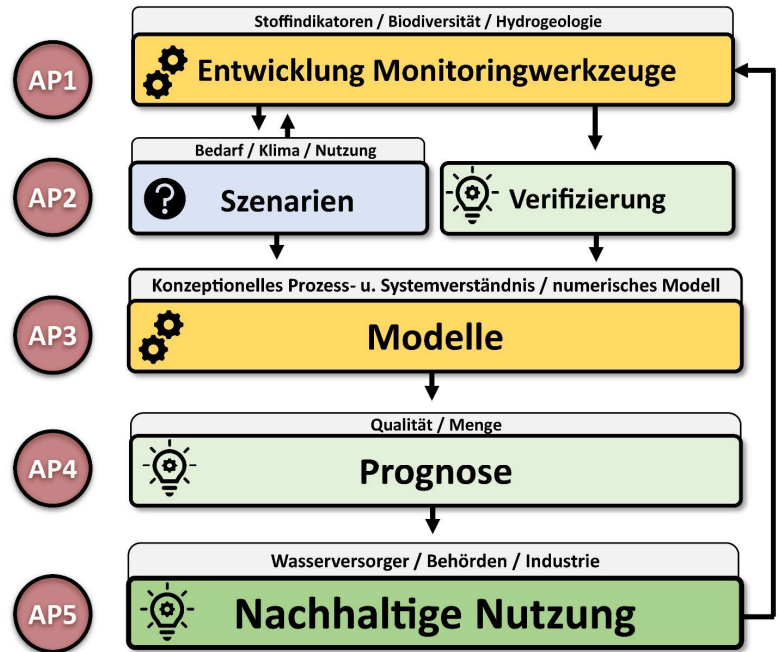 Stoffindikatoren / Biodiversität / Hydrogeologie
AP1
Entwicklung Monitoringwerkzeuge
Bedarf / Klima / Nutzung
AP2
?
Szenarien
Verifizierung
Konzeptionelles Prozess- u. Systemverständnis / numerisches Modell
AP3
Modelle
Qualität / Menge
AP4
Prognose
Wasserversorger / Behörden / Industrie
AP5
Nachhaltige Nutzung